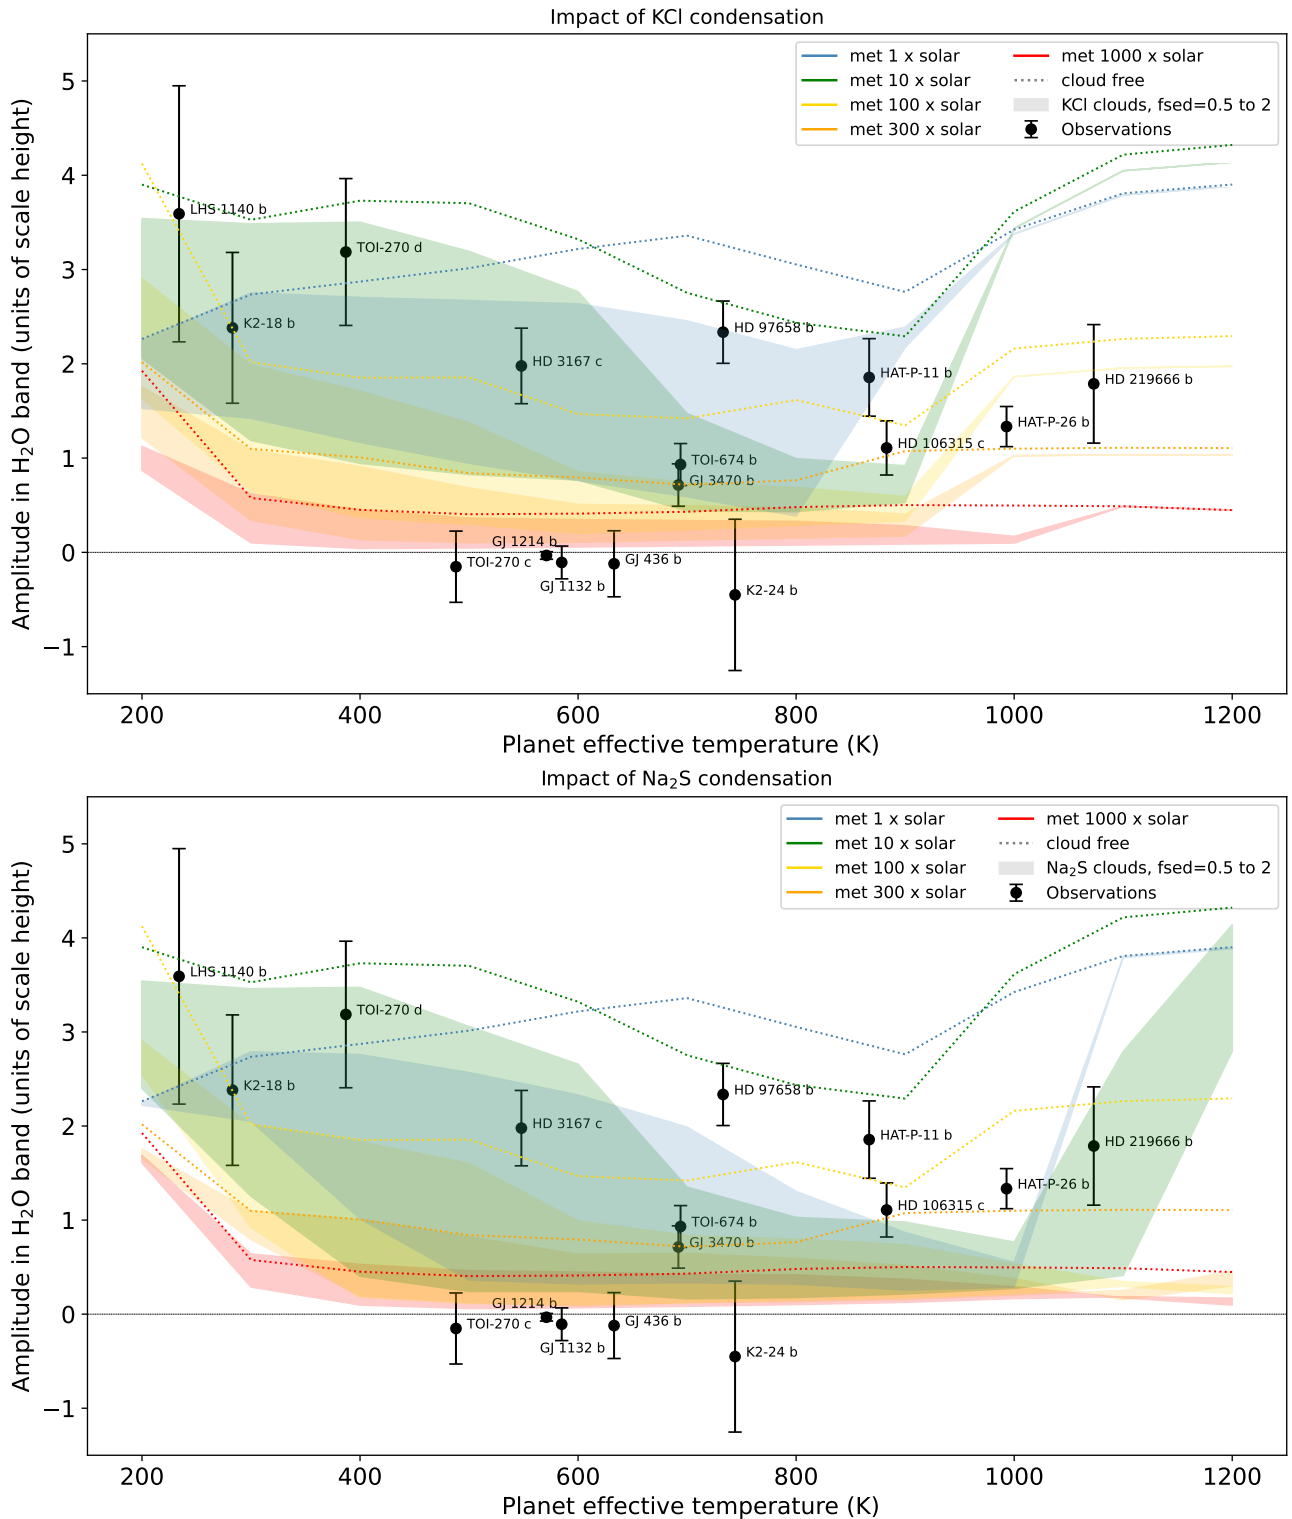 Impact of KCl condensation
met 1 x solar
met 10 x solar
met 100 x solar
met 300 x solar
met 1000 x solar
cloud free
KCl clouds, fsed=0.5 to 2
Observations
Amplitude in H₂O band (units of scale height)
5
4
3
2
1
0
−1
LHS 1140 b
TOI-270 d
K2-18 b
HD 3167 c
HD 97658 b
HAT-P-11 b
HD 219666 b
HAT-P-26 b
HD 106315 c
TOI-674 b
GJ 3470 b
GJ 1214 b
TOI-270 c
GJ 436 b
GJ 1132 b
K2-24 b
200 400 600 800 1000 1200
Planet effective temperature (K)
Impact of Na₂S condensation
met 1 x solar
met 10 x solar
met 100 x solar
met 300 x solar
met 1000 x solar
cloud free
Na₂S clouds, fsed=0.5 to 2
Observations
Amplitude in H₂O band (units of scale height)
5
4
3
2
1
0
−1
LHS 1140 b
TOI-270 d
K2-18 b
HD 3167 c
HD 97658 b
HAT-P-11 b
HD 219666 b
HAT-P-26 b
HD 106315 c
TOI-674 b
GJ 3470 b
GJ 1214 b
TOI-270 c
GJ 436 b
GJ 1132 b
K2-24 b
200 400 600 800 1000 1200
Planet effective temperature (K)